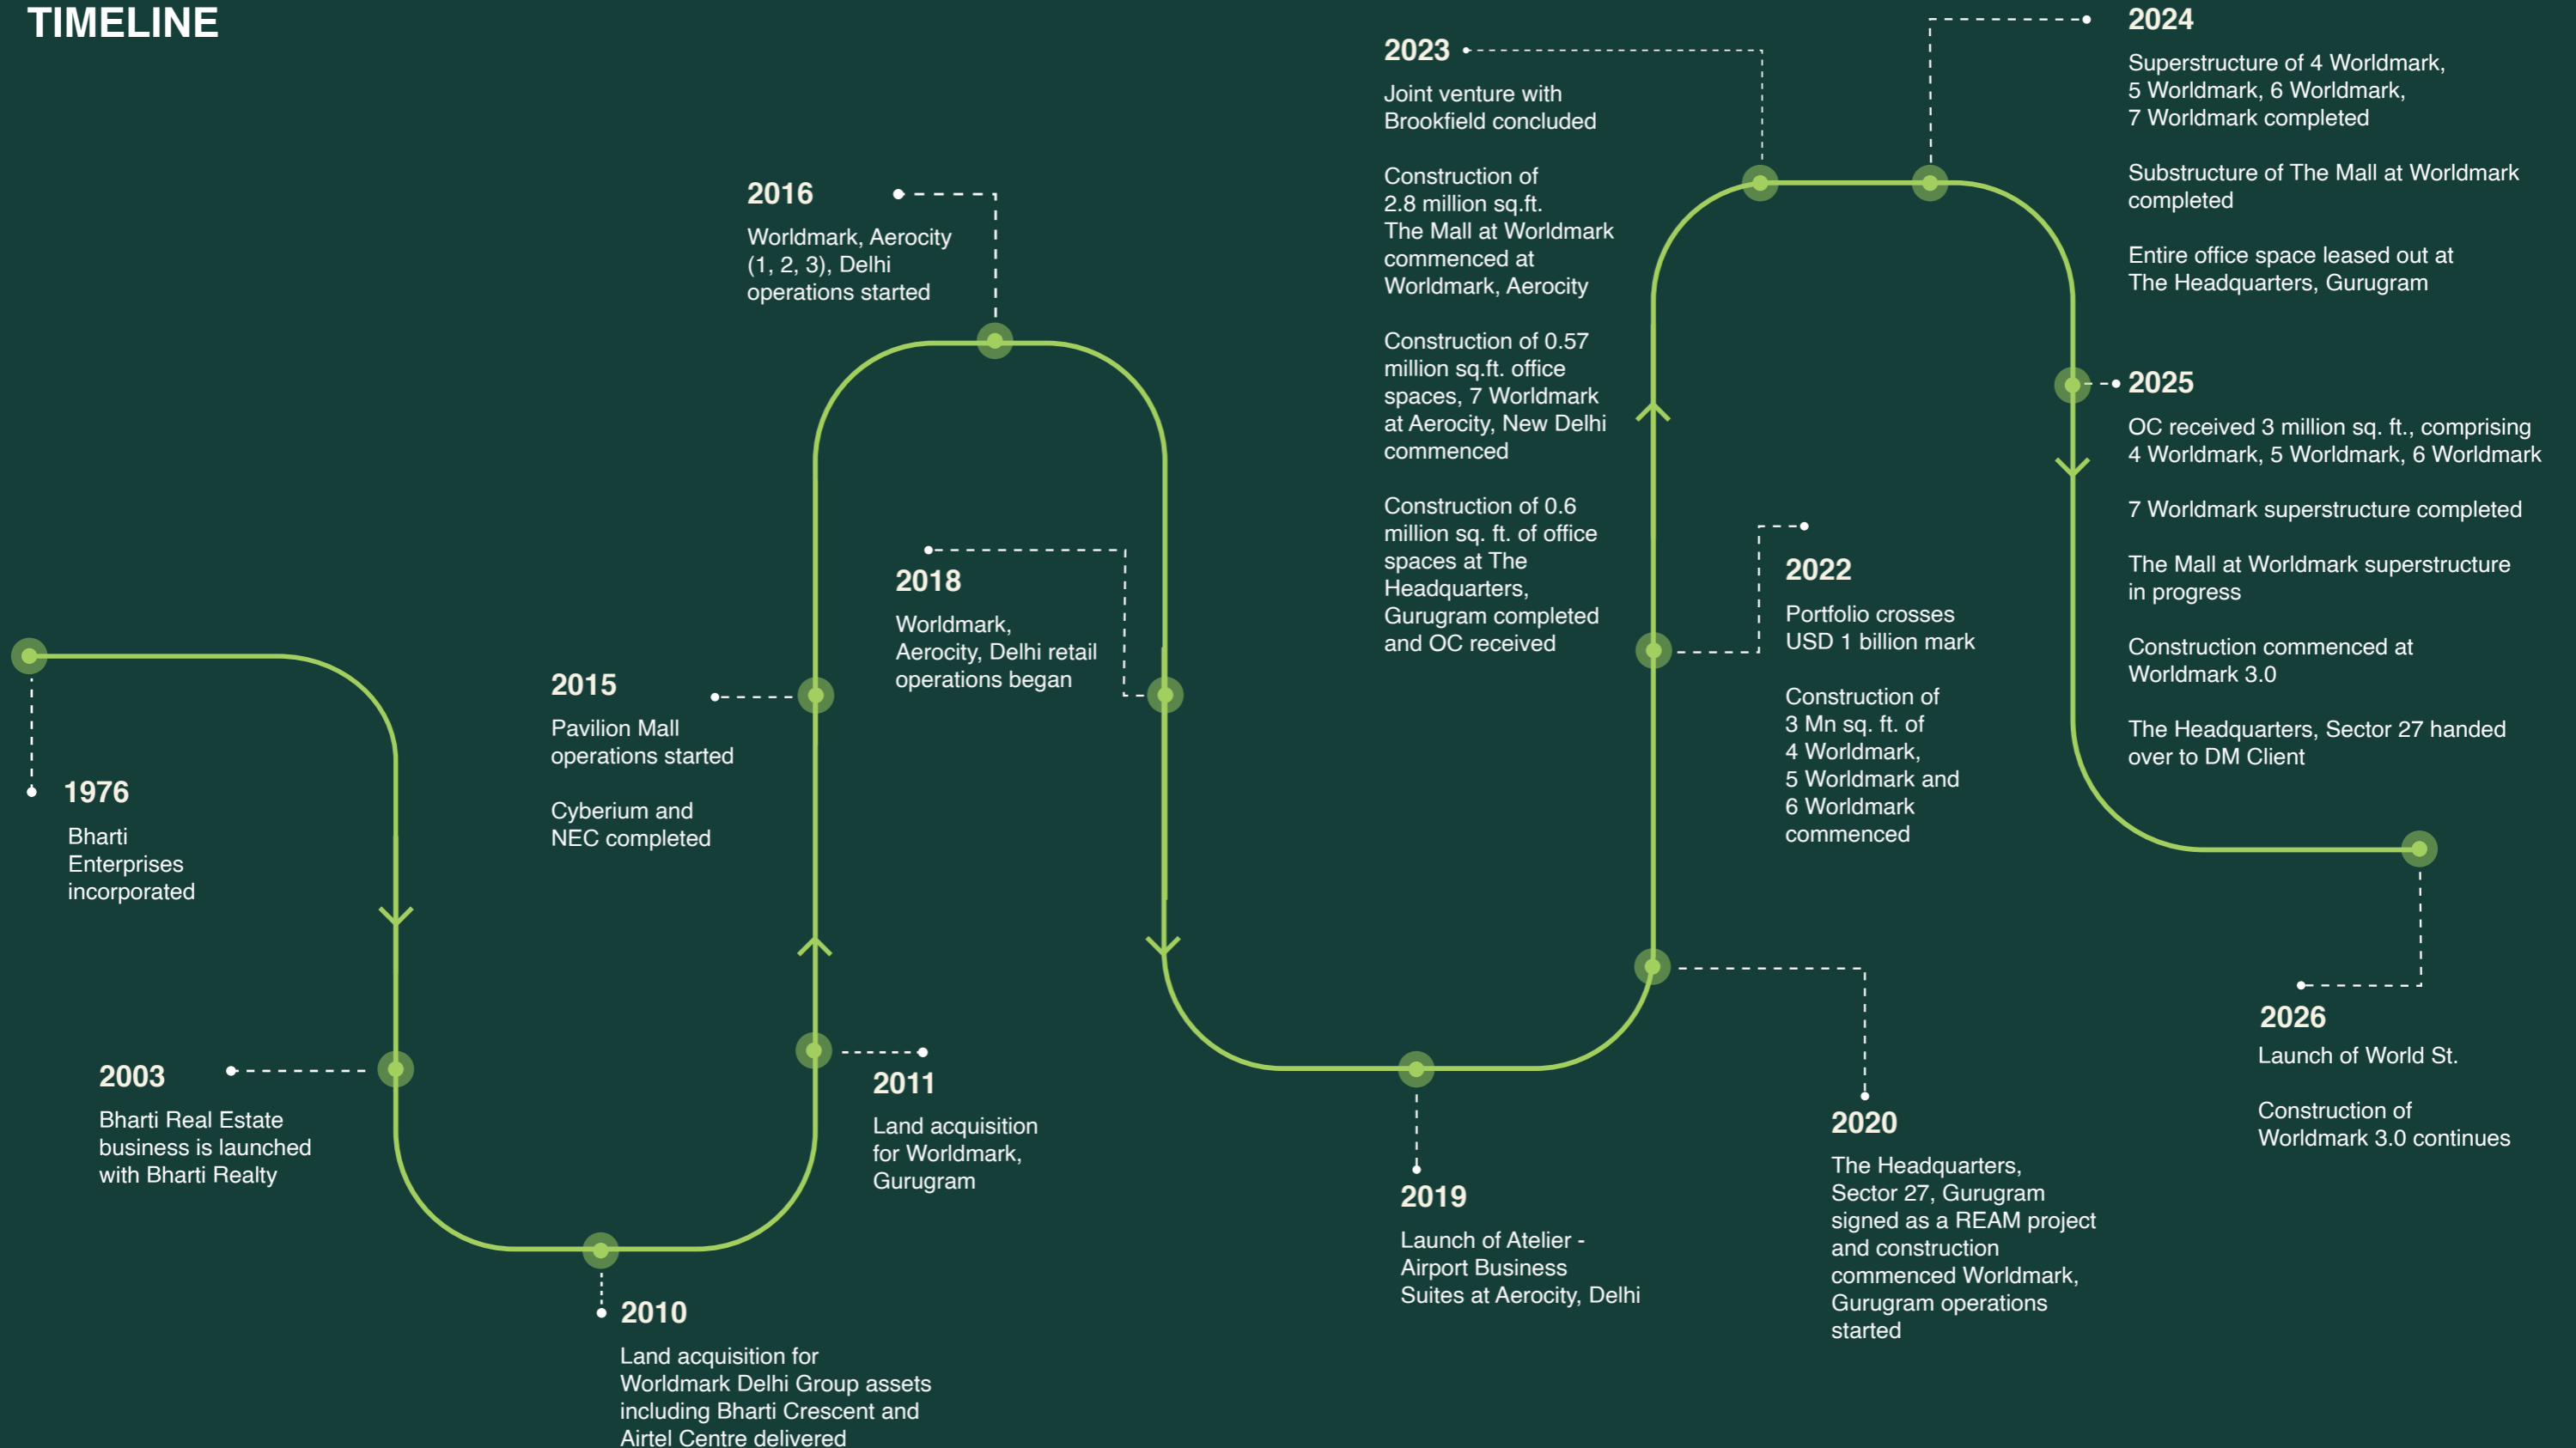 TIMELINE
1976
Bharti
Enterprises
incorporated
2003
Bharti Real Estate
business is launched
with Bharti Realty
2010
Land acquisition for
Worldmark Delhi Group assets
including Bharti Crescent and
Airtel Centre delivered
2011
Land acquisition
for Worldmark,
Gurugram
2015
Pavilion Mall
operations started
Cyberium and
NEC completed
2016
Worldmark, Aerocity
(1, 2, 3), Delhi
operations started
2018
Worldmark,
Aerocity, Delhi retail
operations began
2019
Launch of Atelier -
Airport Business
Suites at Aerocity, Delhi
2020
The Headquarters,
Sector 27, Gurugram
signed as a REAM project
and construction
commenced Worldmark,
Gurugram operations
started
2022
Portfolio crosses
USD 1 billion mark
Construction of
3 Mn sq. ft. of
4 Worldmark,
5 Worldmark and
6 Worldmark
commenced
2023
Joint venture with
Brookfield concluded
Construction of
2.8 million sq.ft.
The Mall at Worldmark
commenced at
Worldmark, Aerocity
Construction of 0.57
million sq.ft. office
spaces, 7 Worldmark
at Aerocity, New Delhi
commenced
Construction of 0.6
million sq. ft. of office
spaces at The
Headquarters,
Gurugram completed
and OC received
2024
Superstructure of 4 Worldmark,
5 Worldmark, 6 Worldmark,
7 Worldmark completed
Substructure of The Mall at Worldmark
completed
Entire office space leased out at
The Headquarters, Gurugram
2025
OC received 3 million sq. ft., comprising
4 Worldmark, 5 Worldmark, 6 Worldmark
7 Worldmark superstructure completed
The Mall at Worldmark superstructure
in progress
Construction commenced at
Worldmark 3.0
The Headquarters, Sector 27 handed
over to DM Client
2026
Launch of World St.
Construction of
Worldmark 3.0 continues